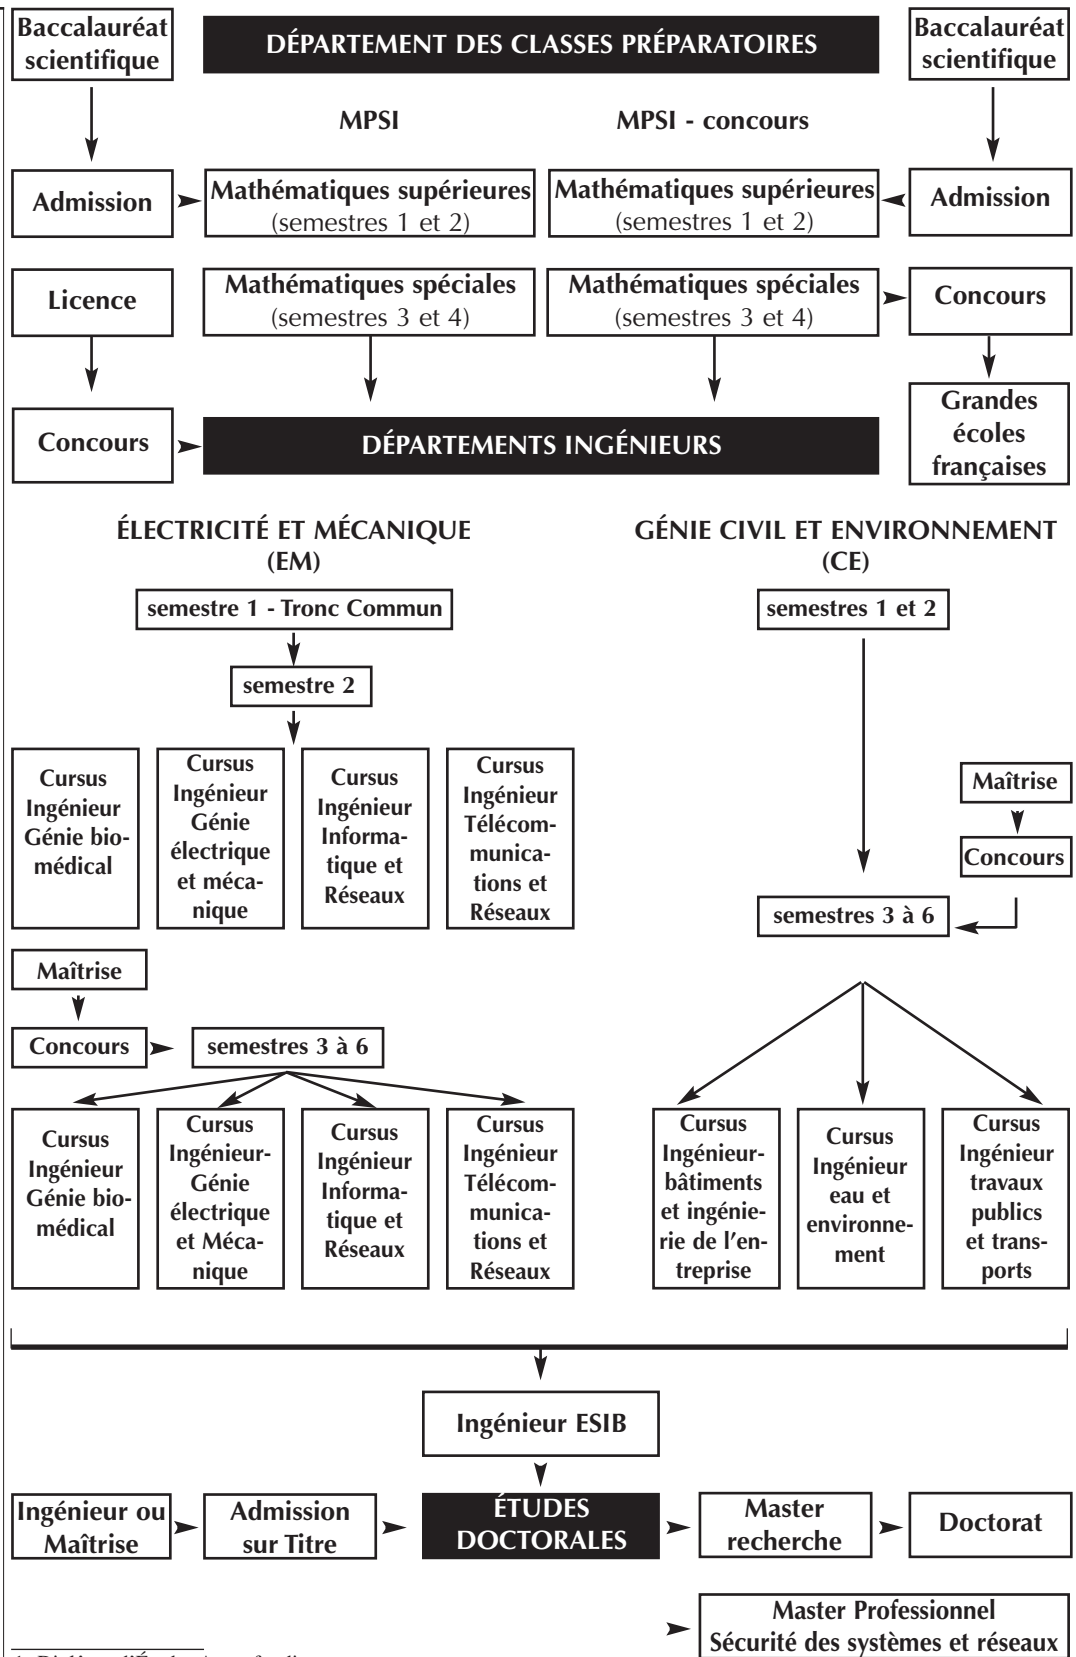 Baccalauréat
scientifique
DÉPARTEMENT DES CLASSES PRÉPARATOIRES
Baccalauréat
scientifique
MPSI
MPSI - concours
Admission
Mathématiques supérieures
(semestres 1 et 2)
Mathématiques supérieures
(semestres 1 et 2)
Admission
Licence
Mathématiques spéciales
(semestres 3 et 4)
Mathématiques spéciales
(semestres 3 et 4)
Concours
Concours
DÉPARTEMENTS INGÉNIEURS
Grandes
écoles
françaises
ÉLECTRICITÉ ET MÉCANIQUE
(EM)
GÉNIE CIVIL ET ENVIRONNEMENT
(CE)
semestre 1 - Tronc Commun
semestres 1 et 2
semestre 2
Cursus
Ingénieur
Génie bio-
médical
Cursus
Ingénieur
Génie
électrique
et méca-
nique
Cursus
Ingénieur
Informa-
tique et
Réseaux
Cursus
Ingénieur
Télécom-
munica-
tions et
Réseaux
Maîtrise
Concours
semestres 3 à 6
Maîtrise
Concours
semestres 3 à 6
Cursus
Ingénieur
Génie bio-
médical
Cursus
Ingénieur-
Génie
électrique
et Méca-
nique
Cursus
Ingénieur
Informa-
tique et
Réseaux
Cursus
Ingénieur
Télécom-
munica-
tions et
Réseaux
Cursus
Ingénieur-
bâtiments
et ingénie-
rie de l'en-
treprise
Cursus
Ingénieur
eau et
environne-
ment
Cursus
Ingénieur
travaux
publics
et trans-
ports
Ingénieur ESIB
Ingénieur ou
Maîtrise
Admission
sur Titre
ÉTUDES
DOCTORALES
Master
recherche
Doctorat
Master Professionnel
Sécurité des systèmes et réseaux